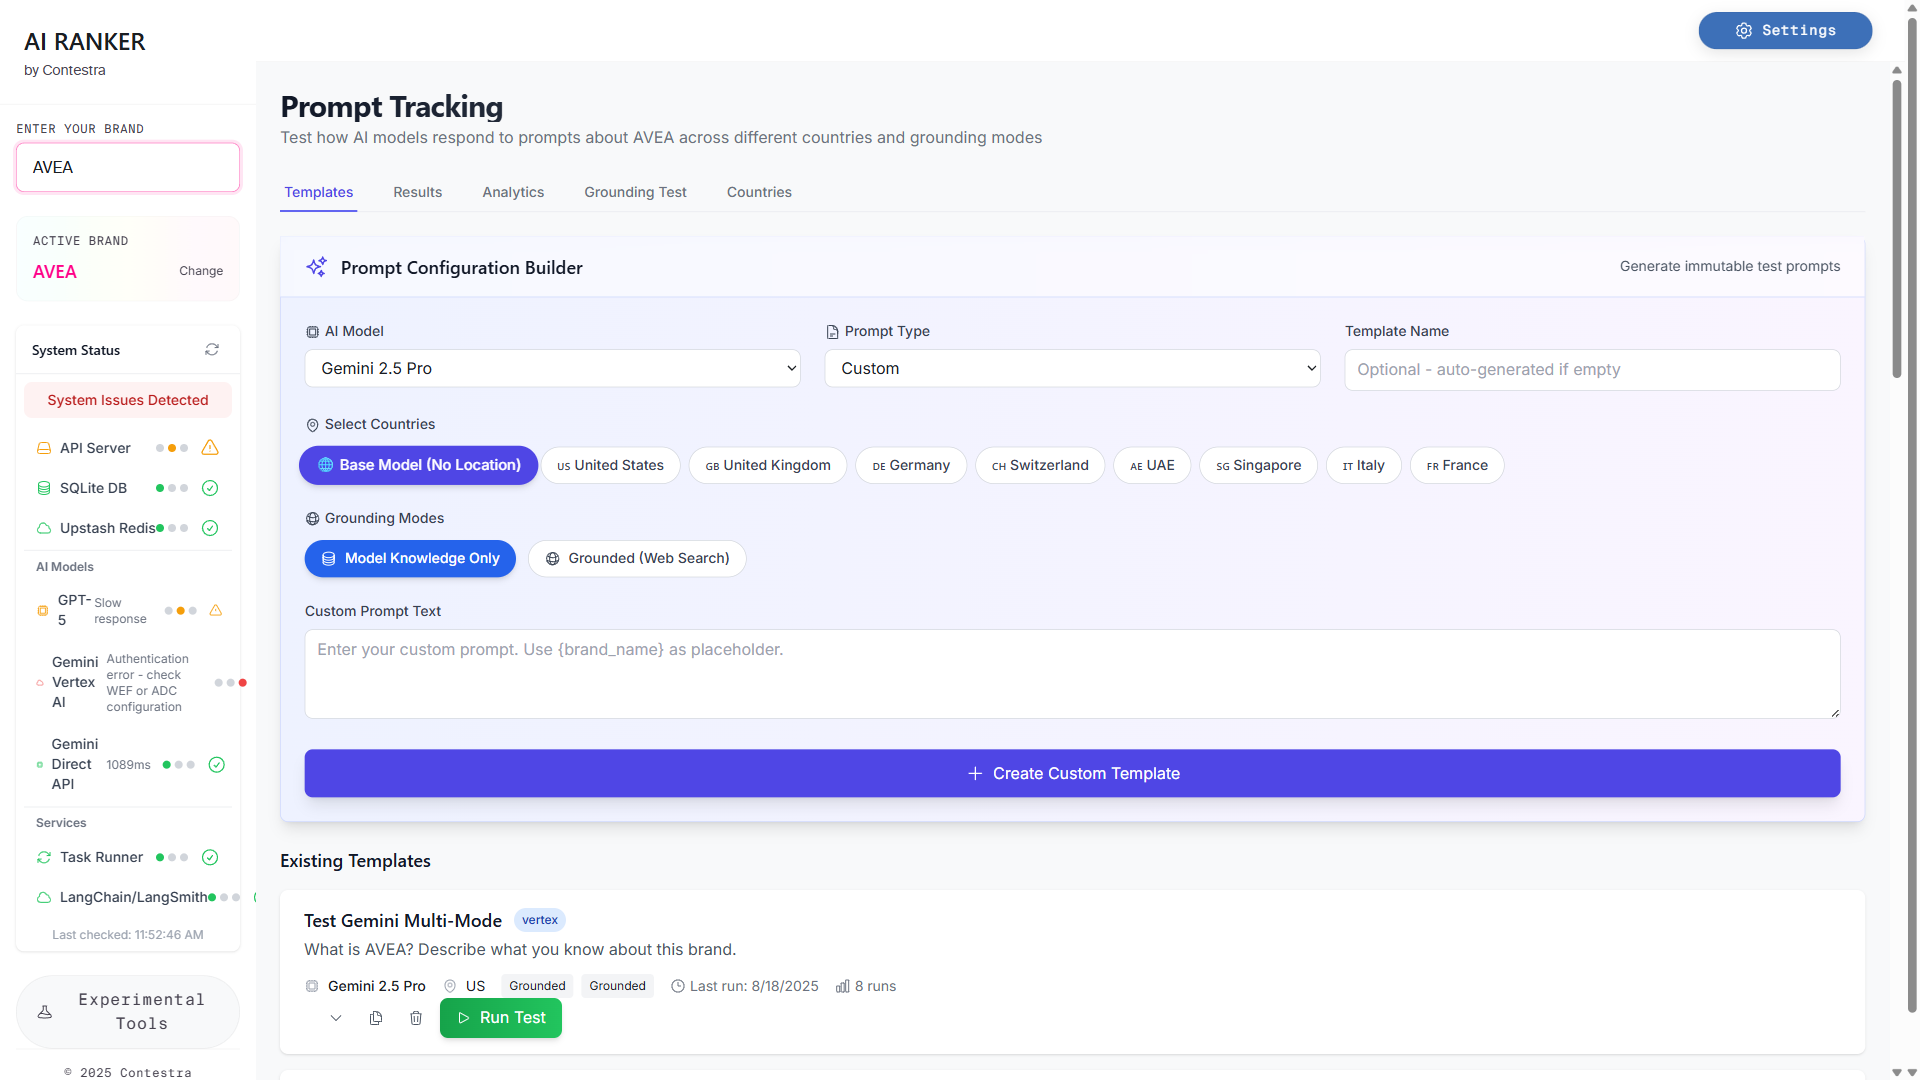 AI RANKER
by Contestra
ENTER YOUR BRAND
AVEA
ACTIVE BRAND
AVEA
Change
System Status
System Issues Detected
API Server
SQLite DB
Upstash Redis
AI Models
GPT-
5
Slow
response
Gemini
Vertex
AI
Authentication
error - check
WEF or ADC
configuration
Gemini
Direct
API
1089ms
Services
Task Runner
LangChain/LangSmith
Last checked: 11:52:46 AM
Experimental
Tools
© 2025 Contestra
Settings
Prompt Tracking
Test how AI models respond to prompts about AVEA across different countries and grounding modes
Templates Results Analytics Grounding Test Countries
Prompt Configuration Builder
Generate immutable test prompts
AI Model
Gemini 2.5 Pro
Prompt Type
Custom
Template Name
Optional - auto-generated if empty
Select Countries
Base Model (No Location) US United States GB United Kingdom DE Germany CH Switzerland AE UAE SG Singapore IT Italy FR France
Grounding Modes
Model Knowledge Only Grounded (Web Search)
Custom Prompt Text
Enter your custom prompt. Use {brand_name} as placeholder.
Create Custom Template
Existing Templates
Test Gemini Multi-Mode vertex
What is AVEA? Describe what you know about this brand.
Gemini 2.5 Pro US Grounded Grounded Last run: 8/18/2025 8 runs
Run Test